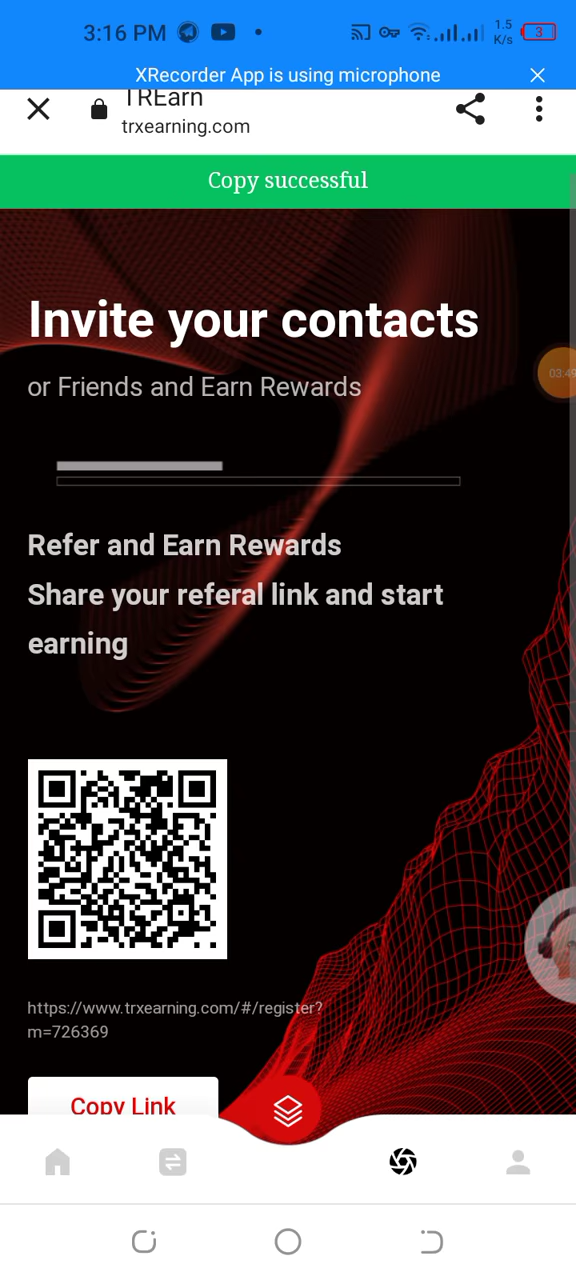 3:16 PM
1.5
K/s
3
XRecorder App is using microphone
TREarn
trxearning.com
Copy successful
Invite your contacts
or Friends and Earn Rewards
03:49
Refer and Earn Rewards
Share your referal link and start
earning
https://www.trxearning.com/#/register?
m=726369
Copy Link